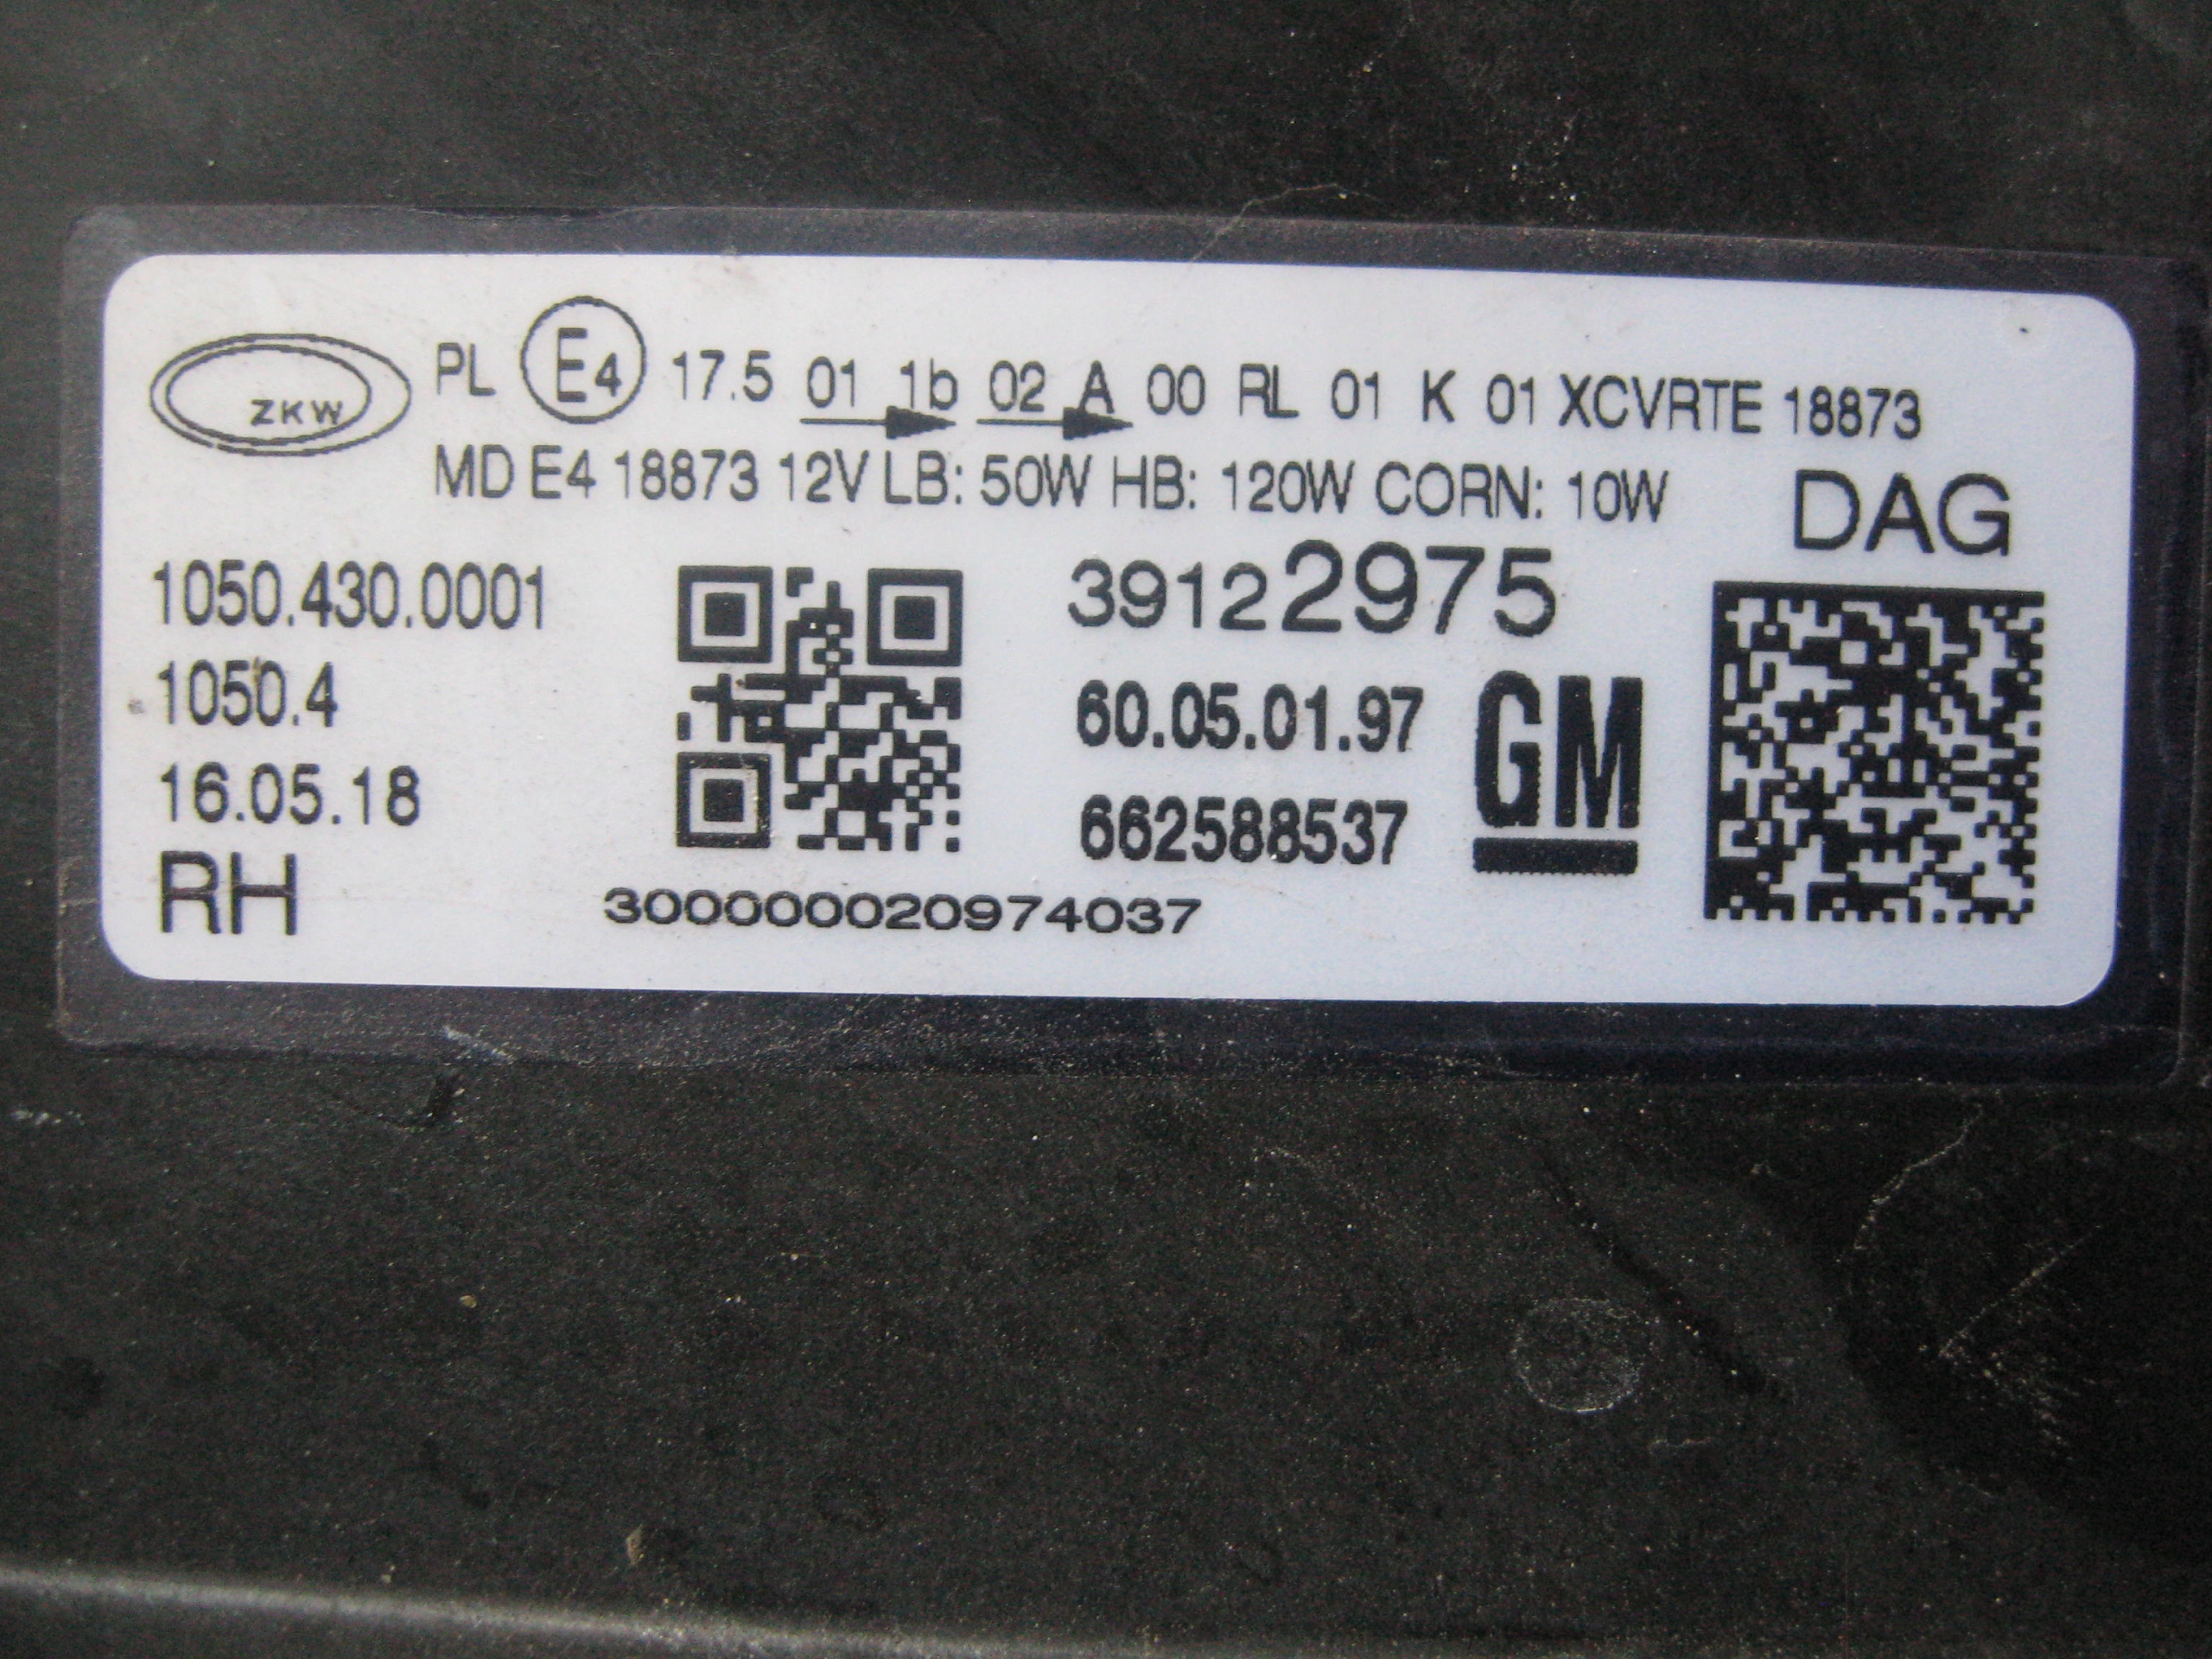 ZKW PL E4 17.5 01 1b 02 A 00 RL 01 K 01 XCVRTE 18873
MD E4 18873 12V LB: 50W HB: 120W CORN: 10W
DAG
1050.430.0001
1050.4
16.05.18
RH
39122975
60.05.01.97
662588537
GM
300000020974037